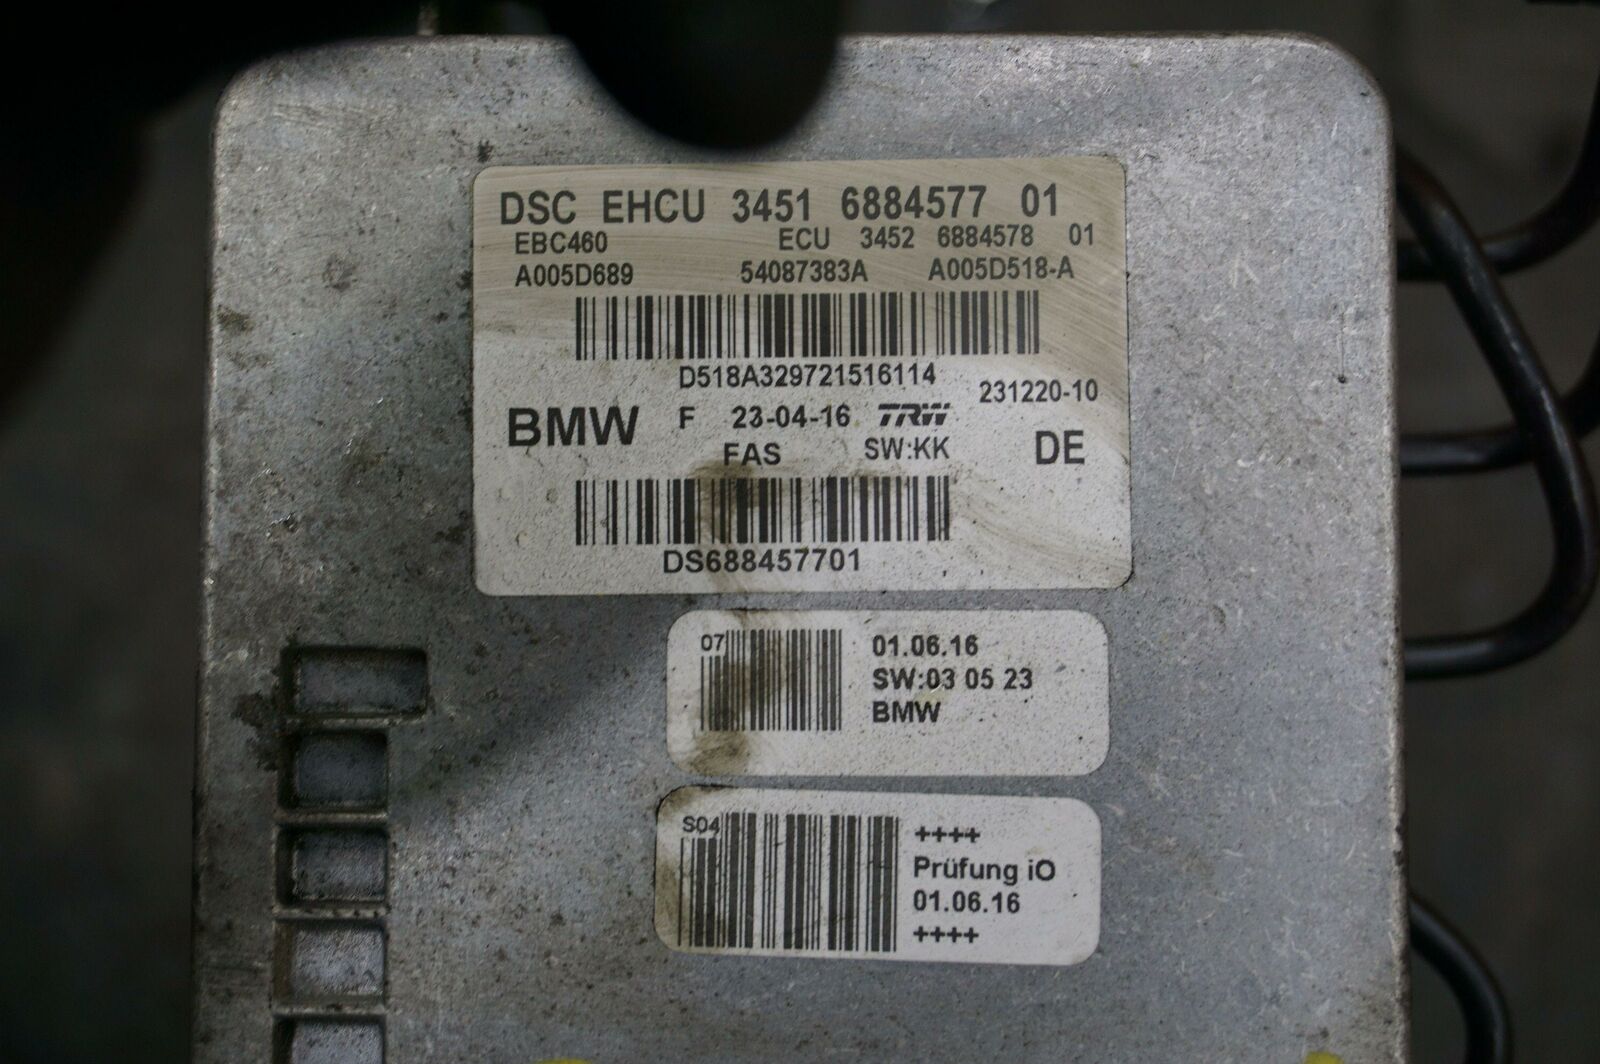 DSC EHCU 3451 6884577 01
EBC460 ECU 3452 6884578 01
A005D689 54087383A A005D518-A
D518A329721516114
231220-10
BMW F 23-04-16 TRW
FAS SW:KK DE
DS688457701
07
01.06.16
SW:03 05 23
BMW
S04
++++
Prüfung iO
01.06.16
++++